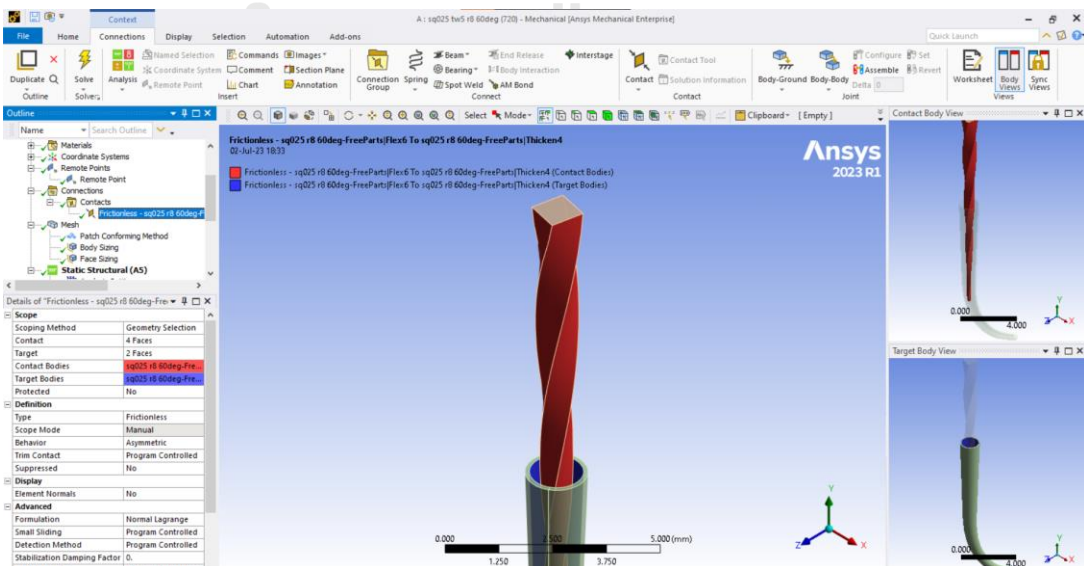 Context
A : sq025 tw5 r8 60deg (720) - Mechanical [Ansys Mechanical Enterprise]
File Home Connections Display Selection Automation Add-ons Quick Launch
Duplicate Solve Analysis
Named Selection
Coordinate System
Remote Point
Commands
Comment
Chart
Images
Section Plane
Annotation
Connection Group
Spring
Beam
Bearing
Spot Weld
End Release
Body Interaction
AM Bond
Interstage
Contact
Contact Tool
Solution Information
Body-Ground Body-Body
Configure Set
Assemble Revert
Delta 0
Worksheet
Body Views
Sync Views
Outline Solvers Insert Connect Contact Joint Views
Outline
Name Search Outline
Select Mode Clipboard [Empty]
Materials
Coordinate Systems
Remote Points
Remote Point
Connections
Contacts
Frictionless - sq025 r8 60deg-F
Mesh
Patch Conforming Method
Body Sizing
Face Sizing
Static Structural (A5)
Details of "Frictionless - sq025 r8 60deg-Fre
Scope
Scoping Method Geometry Selection
Contact 4 Faces
Target 2 Faces
Contact Bodies sq025 r8 60deg-Fre...
Target Bodies sq025 r8 60deg-Fre...
Protected No
Definition
Type Frictionless
Scope Mode Manual
Behavior Asymmetric
Trim Contact Program Controlled
Suppressed No
Display
Element Normals No
Advanced
Formulation Normal Lagrange
Small Sliding Program Controlled
Detection Method Program Controlled
Stabilization Damping Factor 0.
Frictionless - sq025 r8 60deg-FreeParts|Flex6 To sq025 r8 60deg-FreeParts|Thicken4
02-Jul-23 18:33
Frictionless - sq025 r8 60deg-FreeParts|Flex6 To sq025 r8 60deg-FreeParts|Thicken4 (Contact Bodies)
Frictionless - sq025 r8 60deg-FreeParts|Flex6 To sq025 r8 60deg-FreeParts|Thicken4 (Target Bodies)
Ansys
2023 R1
0.000 2.500 5.000 (mm)
1.250 3.750
Y
Z X
Contact Body View
0.000
4.000
Y
Z X
Target Body View
0.000
4.000
Y
Z X